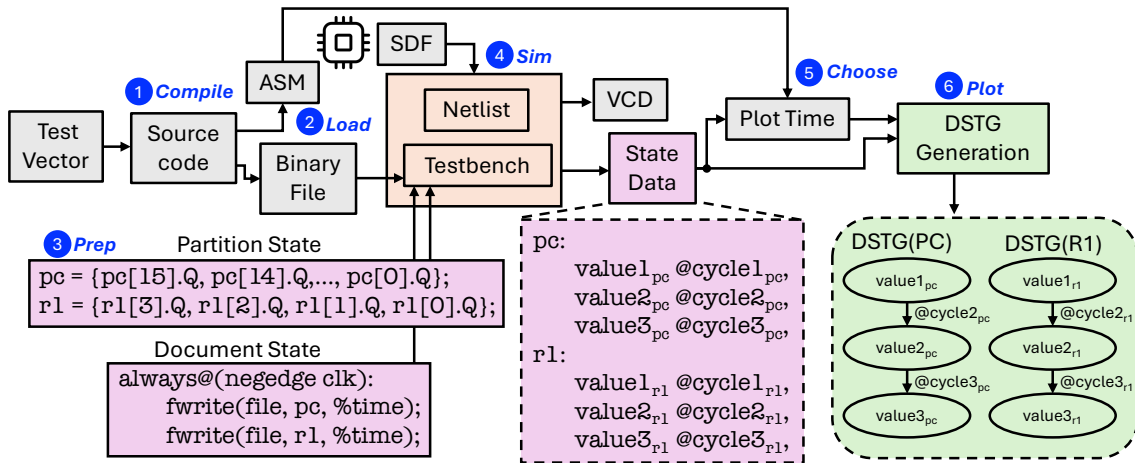 SDF
4 Sim
ASM
1 Compile
2 Load
Test
Vector
Source
code
Binary
File
Netlist
Testbench
VCD
State
Data
5 Choose
Plot Time
6 Plot
DSTG
Generation
3 Prep
Partition State
pc = {pc[15].Q, pc[14].Q,..., pc[0].Q};
r1 = {r1[3].Q, r1[2].Q, r1[1].Q, r1[0].Q};
Document State
always@(negedge clk):
fwrite(file, pc, %time);
fwrite(file, r1, %time);
pc:
value1pc @cycle1pc,
value2pc @cycle2pc,
value3pc @cycle3pc,
r1:
value1r1 @cycle1r1,
value2r1 @cycle2r1,
value3r1 @cycle3r1,
DSTG(PC)
value1pc
@cycle2pc
value2pc
@cycle3pc
value3pc
DSTG(R1)
value1r1
@cycle2r1
value2r1
@cycle3r1
value3r1